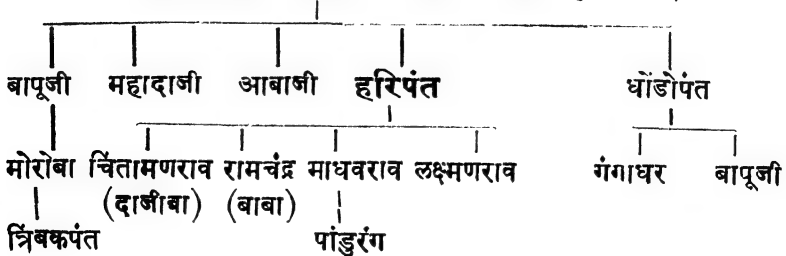 बापूजी महादाजी आबाजी हरिपंत धोंडोपंत
मोरोबा चिंतामणराव रामचंद्र माधवराव लक्ष्मणराव गंगाधर बापूजी
(दाजीबा) (बाबा)
त्रिंबकपंत पांडुरंग